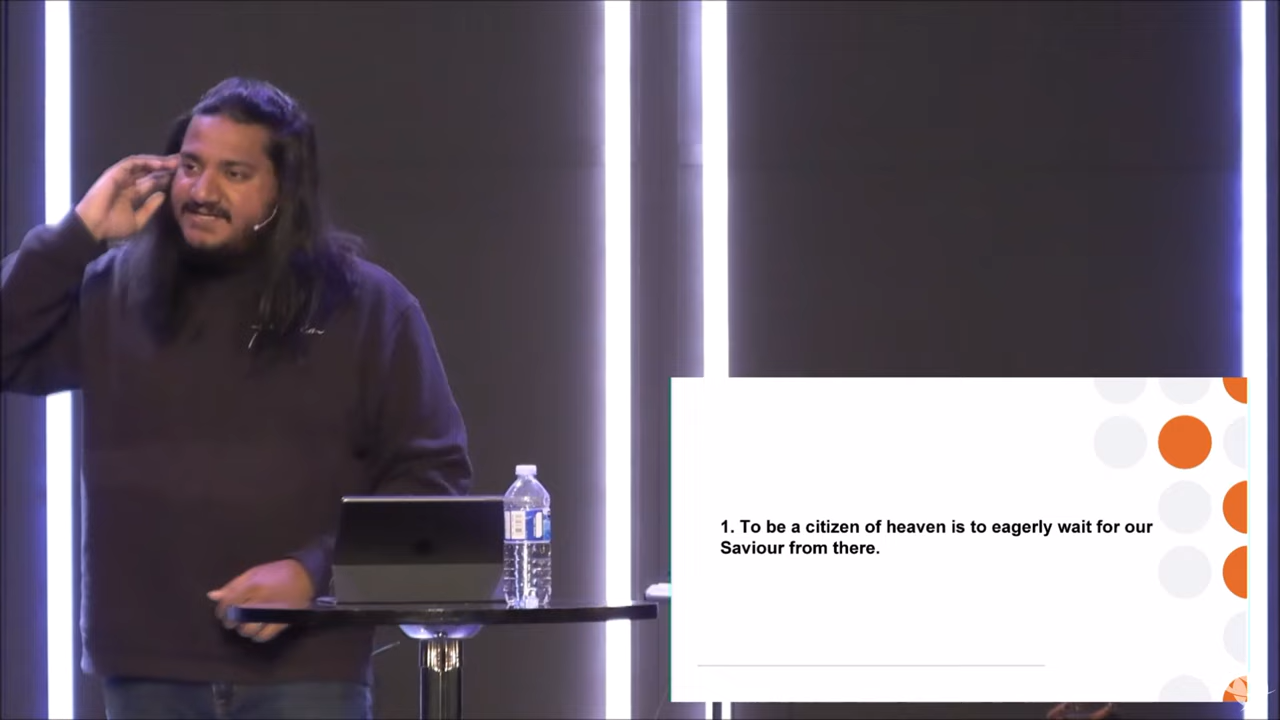 1. To be a citizen of heaven is to eagerly wait for our
Saviour from there.